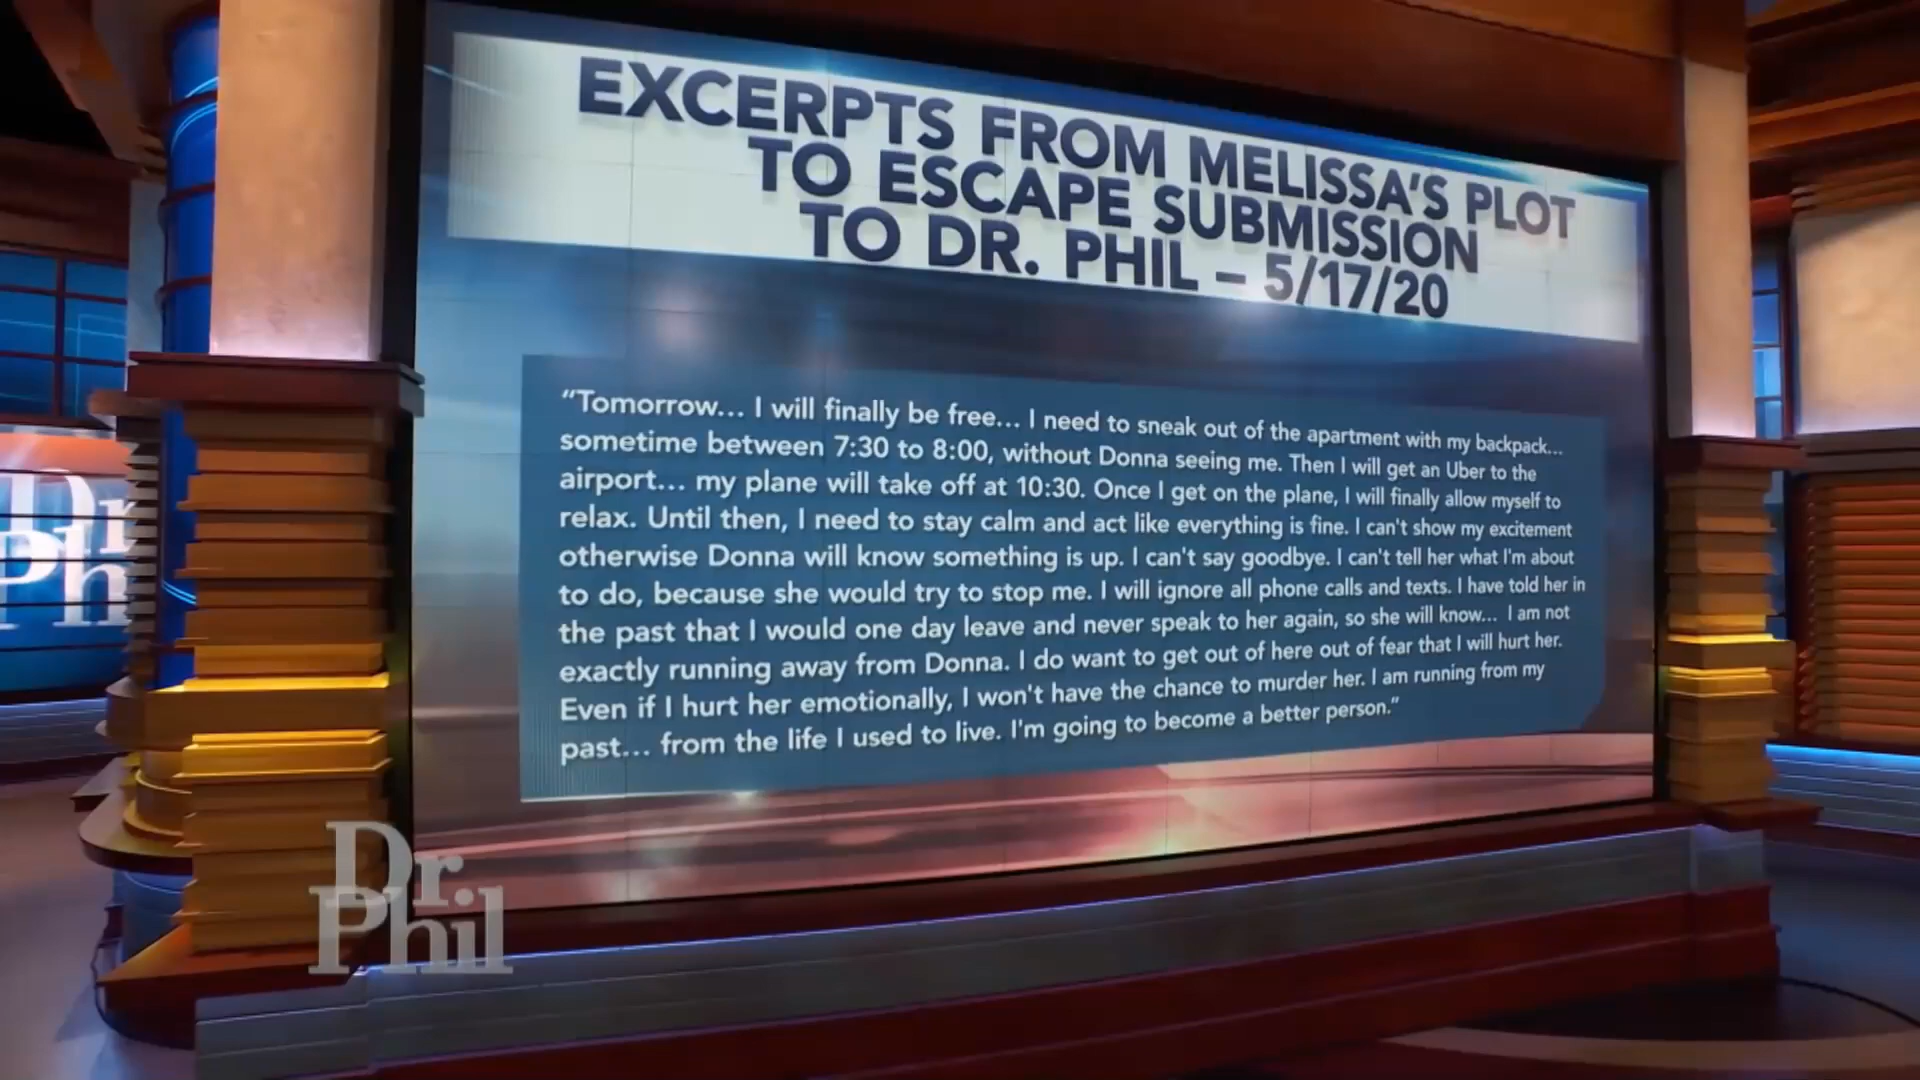 EXCERPTS FROM MELISSA'S PLOT
TO ESCAPE SUBMISSION
TO DR. PHIL – 5/17/20
"Tomorrow... I will finally be free... I need to sneak out of the apartment with my backpack...
sometime between 7:30 to 8:00, without Donna seeing me. Then I will get an Uber to the
airport... my plane will take off at 10:30. Once I get on the plane, I will finally allow myself to
relax. Until then, I need to stay calm and act like everything is fine. I can't show my excitement
otherwise Donna will know something is up. I can't say goodbye. I can't tell her what I'm about
to do, because she would try to stop me. I will ignore all phone calls and texts. I have told her in
the past that I would one day leave and never speak to her again, so she will know... I am not
exactly running away from Donna. I do want to get out of here out of fear that I will hurt her.
Even if I hurt her emotionally, I won't have the chance to murder her. I am running from my
past... from the life I used to live. I'm going to become a better person."
Dr.
Phil
Dr
Phil